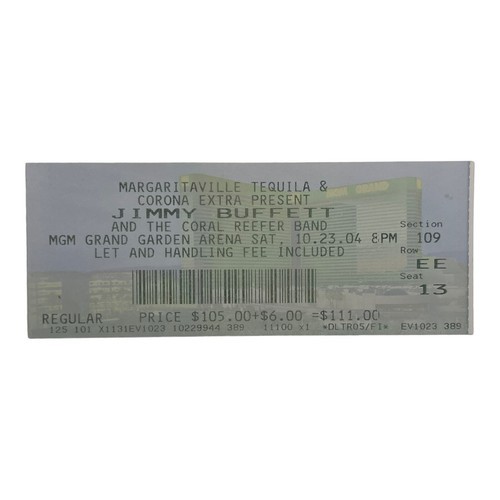 MARGARITAVILLE TEQUILA &
CORONA EXTRA PRESENT
JIMMY BUFFETT
AND THE CORAL REEFER BAND
MGM GRAND GARDEN ARENA SAT, 10.23.04 8PM
LET AND HANDLING FEE INCLUDED
Section
109
Row
EE
Seat
13
REGULAR PRICE $105.00+$6.00 =$111.00
125 101 X1131EV1023 10229944 389 11100 x1 *DLTR05/FI* EV1023 389